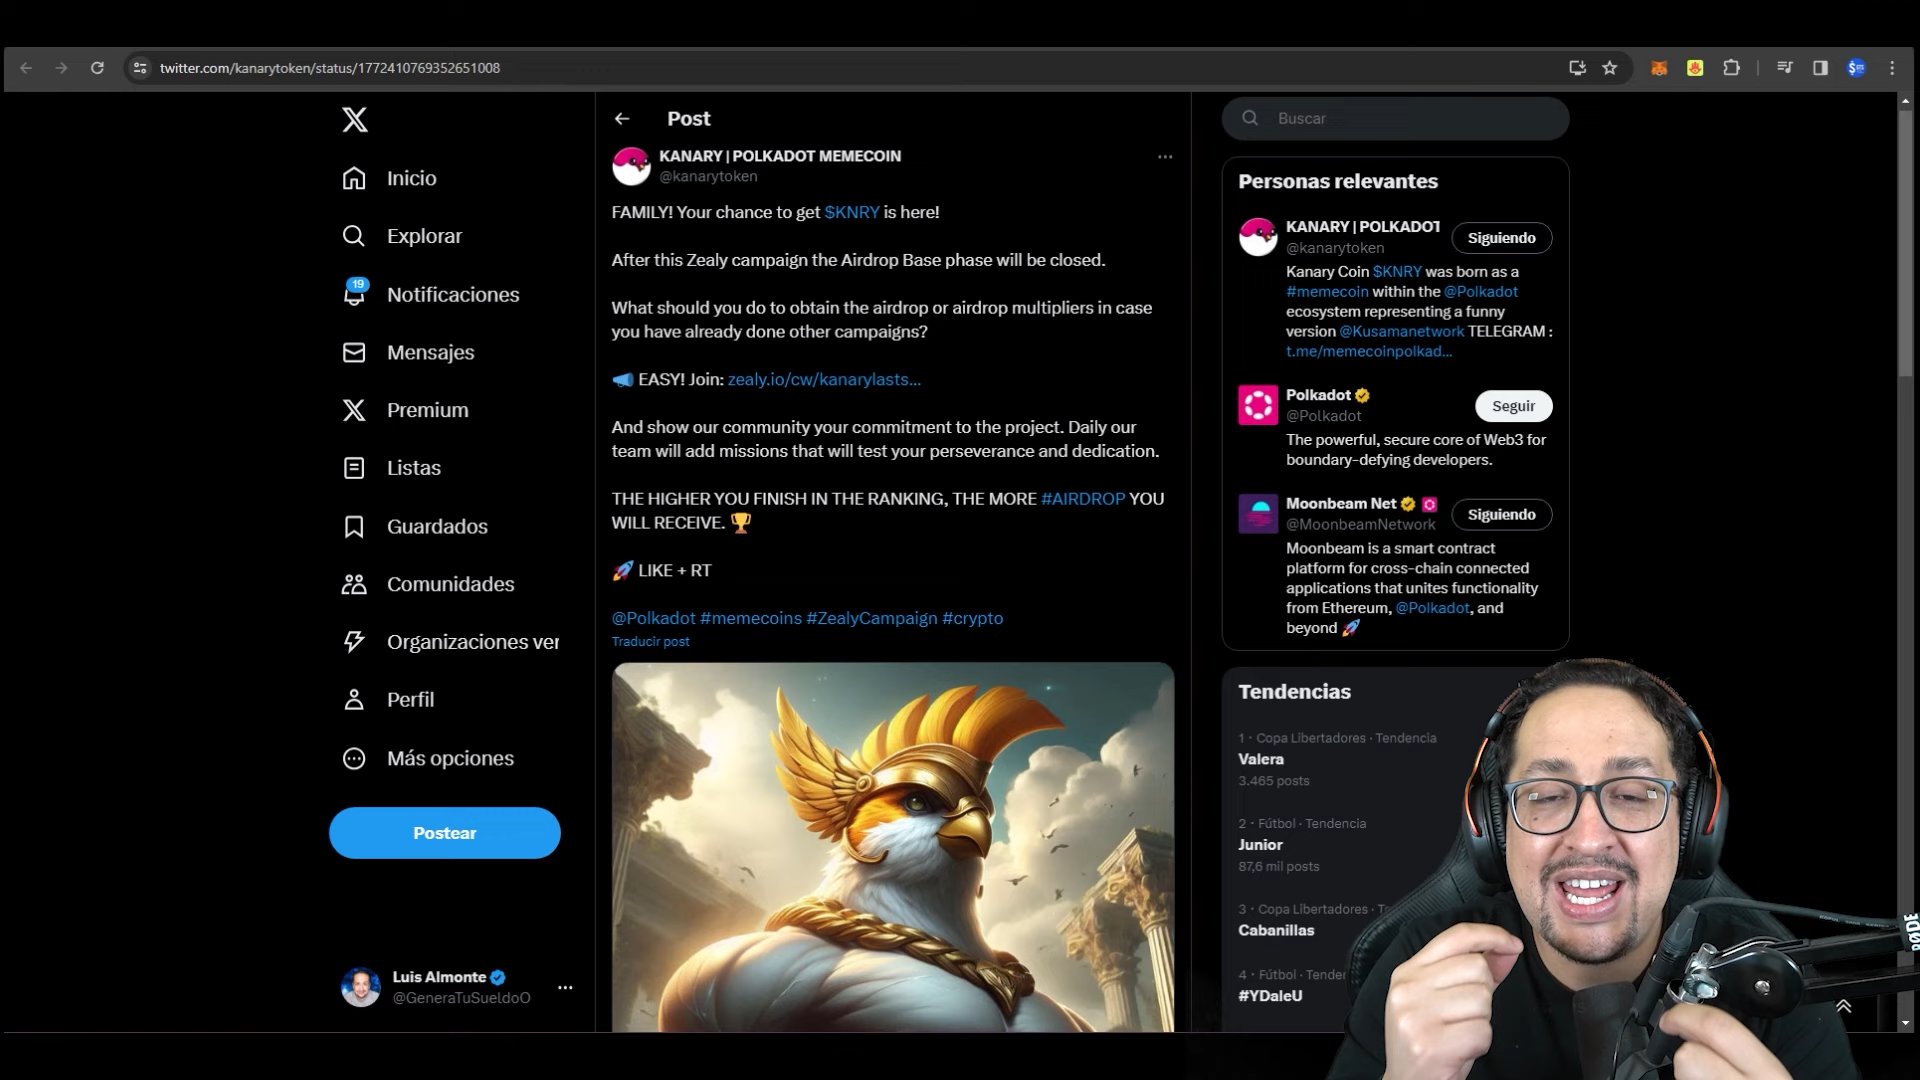 twitter.com/kanarytoken/status/1772410769352651008
Inicio
Explorar
19
Notificaciones
Mensajes
Premium
Listas
Guardados
Comunidades
Organizaciones ver
Perfil
Más opciones
Postear
Luis Almonte
@GeneraTuSueldoO
Post
KANARY | POLKADOT MEMECOIN
@kanarytoken
FAMILY! Your chance to get $KNRY is here!
After this Zealy campaign the Airdrop Base phase will be closed.
What should you do to obtain the airdrop or airdrop multipliers in case
you have already done other campaigns?
EASY! Join: zealy.io/cw/kanarylasts...
And show our community your commitment to the project. Daily our
team will add missions that will test your perseverance and dedication.
THE HIGHER YOU FINISH IN THE RANKING, THE MORE #AIRDROP YOU
WILL RECEIVE. 🏆
🚀 LIKE + RT
@Polkadot #memecoins #ZealyCampaign #crypto
Traducir post
Buscar
Personas relevantes
KANARY | POLKADOT
Siguiendo
@kanarytoken
Kanary Coin $KNRY was born as a
#memecoin within the @Polkadot
ecosystem representing a funny
version @Kusamanetwork TELEGRAM :
t.me/memecoinpolkad...
Polkadot
Seguir
@Polkadot
The powerful, secure core of Web3 for
boundary-defying developers.
Moonbeam Net
Siguiendo
@MoonbeamNetwork
Moonbeam is a smart contract
platform for cross-chain connected
applications that unites functionality
from Ethereum, @Polkadot, and
beyond 🚀
Tendencias
1 · Copa Libertadores · Tendencia
Valera
3.465 posts
2 · Fútbol · Tendencia
Junior
87,6 mil posts
3 · Copa Libertadores · Te
Cabanillas
4 · Fútbol · Tender
#YDaleU
RØDE